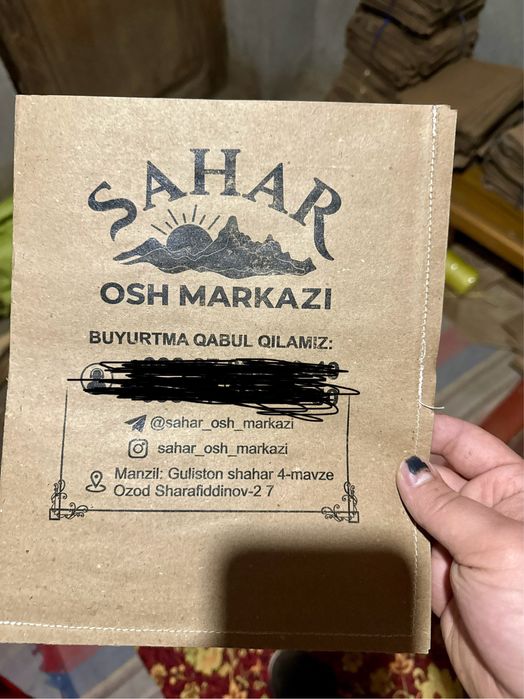 SAHAR
OSH MARKAZI
BUYURTMA QABUL QILAMIZ:
@sahar_osh_markazi
sahar_osh_markazi
Manzil: Guliston shahar 4-mavze
Ozod Sharafiddinov-2 7